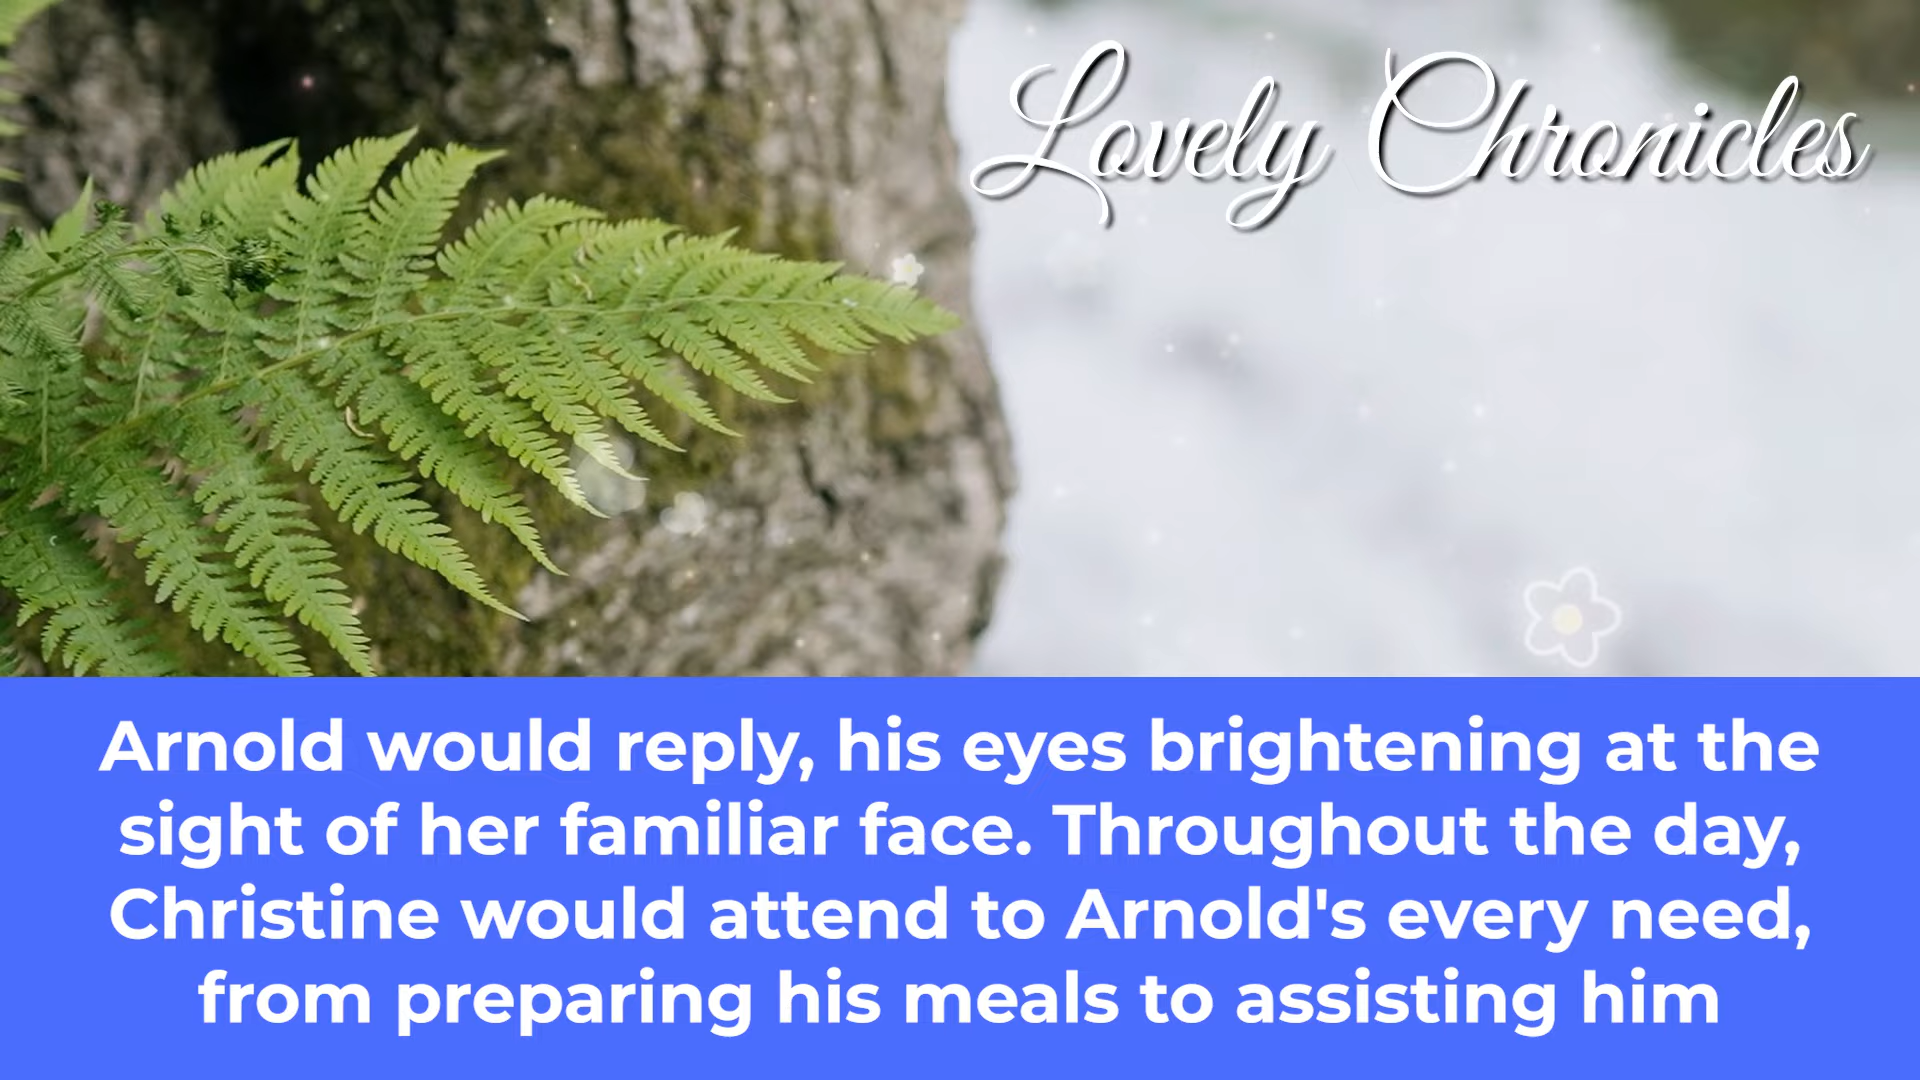 Lovely Chronicles
Arnold would reply, his eyes brightening at the
sight of her familiar face. Throughout the day,
Christine would attend to Arnold's every need,
from preparing his meals to assisting him